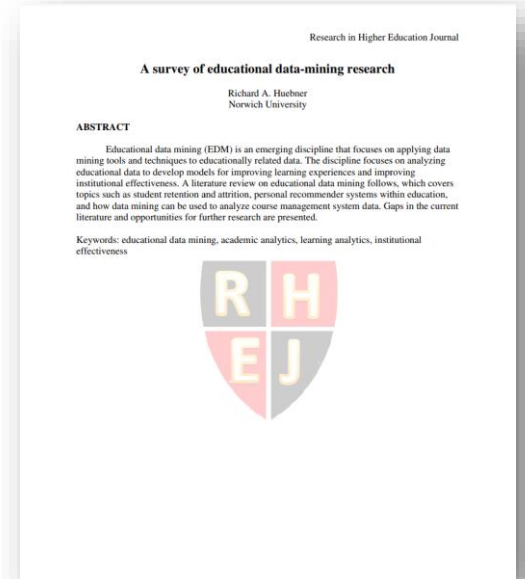 Research in Higher Education Journal
A survey of educational data-mining research
Richard A. Huebner
Norwich University
ABSTRACT
Educational data mining (EDM) is an emerging discipline that focuses on applying data
mining tools and techniques to educationally related data. The discipline focuses on analyzing
educational data to develop models for improving learning experiences and improving
institutional effectiveness. A literature review on educational data mining follows, which covers
topics such as student retention and attrition, personal recommender systems within education,
and how data mining can be used to analyze course management system data. Gaps in the current
literature and opportunities for further research are presented.
Keywords: educational data mining, academic analytics, learning analytics, institutional
effectiveness
R H
E J